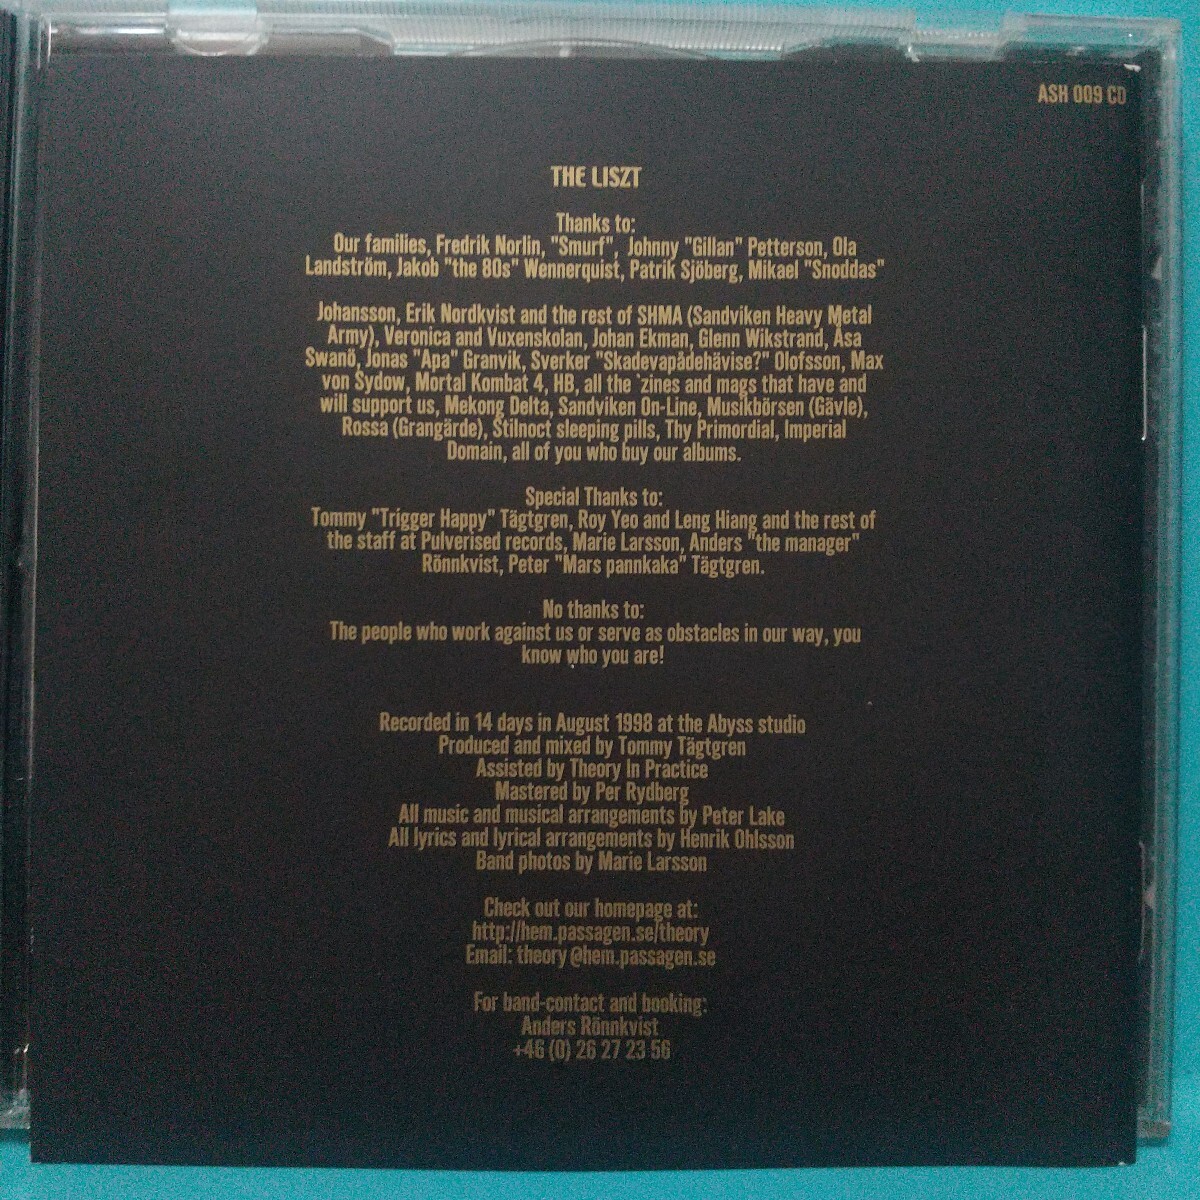 ASH 009 CD
THE LISZT
Thanks to:
Our families, Fredrik Norlin, "Smurf", Johnny "Gillan" Petterson, Ola
Landström, Jakob "the 80s" Wennerquist, Patrik Sjöberg, Mikael "Snoddas"
Johansson, Erik Nordkvist and the rest of SHMA (Sandviken Heavy Metal
Army), Veronica and Vuxenskolan, Johan Ekman, Glenn Wikstrand, Åsa
Swanö, Jonas "Apa" Granvik, Sverker "Skadevapådehävise?" Olofsson, Max
von Sydow, Mortal Kombat 4, HB, all the `zines and mags that have and
will support us, Mekong Delta, Sandviken On-Line, Musikbörsen (Gävle),
Rossa (Grangärde), Stilnoct sleeping pills, Thy Primordial, Imperial
Domain, all of you who buy our albums.
Special Thanks to:
Tommy "Trigger Happy" Tägtgren, Roy Yeo and Leng Hiang and the rest of
the staff at Pulverised records, Marie Larsson, Anders "the manager"
Rönnkvist, Peter "Mars pannkaka" Tägtgren.
No thanks to:
The people who work against us or serve as obstacles in our way, you
know who you are!
Recorded in 14 days in August 1998 at the Abyss studio
Produced and mixed by Tommy Tägtgren
Assisted by Theory In Practice
Mastered by Per Rydberg
All music and musical arrangements by Peter Lake
All lyrics and lyrical arrangements by Henrik Ohlsson
Band photos by Marie Larsson
Check out our homepage at:
http://hem.passagen.se/theory
Email: theory@hem.passagen.se
For band-contact and booking:
Anders Rönnkvist
+46 (0) 26 27 23 56